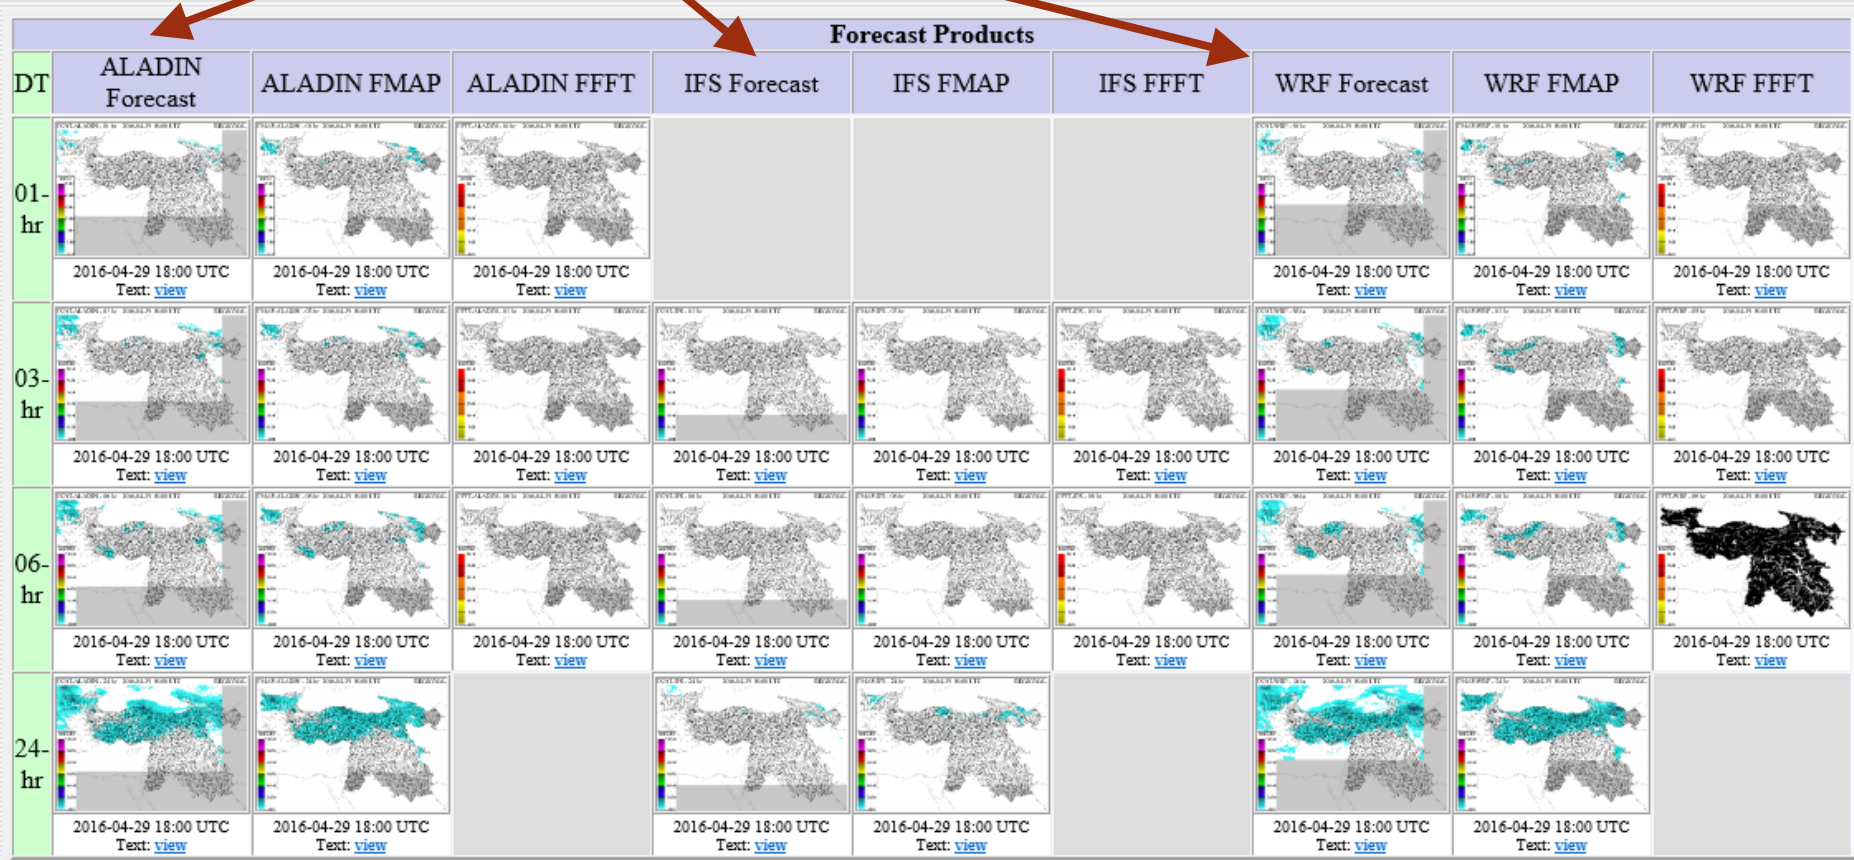 Forecast Products
DT
ALADIN
Forecast
ALADIN FMAP
ALADIN FFFT
IFS Forecast
IFS FMAP
IFS FFFT
WRF Forecast
WRF FMAP
WRF FFFT
01-
hr
2016-04-29 18:00 UTC
Text: view
2016-04-29 18:00 UTC
Text: view
2016-04-29 18:00 UTC
Text: view
2016-04-29 18:00 UTC
Text: view
2016-04-29 18:00 UTC
Text: view
2016-04-29 18:00 UTC
Text: view
03-
hr
2016-04-29 18:00 UTC
Text: view
2016-04-29 18:00 UTC
Text: view
2016-04-29 18:00 UTC
Text: view
2016-04-29 18:00 UTC
Text: view
2016-04-29 18:00 UTC
Text: view
2016-04-29 18:00 UTC
Text: view
2016-04-29 18:00 UTC
Text: view
2016-04-29 18:00 UTC
Text: view
2016-04-29 18:00 UTC
Text: view
06-
hr
2016-04-29 18:00 UTC
Text: view
2016-04-29 18:00 UTC
Text: view
2016-04-29 18:00 UTC
Text: view
2016-04-29 18:00 UTC
Text: view
2016-04-29 18:00 UTC
Text: view
2016-04-29 18:00 UTC
Text: view
2016-04-29 18:00 UTC
Text: view
2016-04-29 18:00 UTC
Text: view
2016-04-29 18:00 UTC
Text: view
24-
hr
2016-04-29 18:00 UTC
Text: view
2016-04-29 18:00 UTC
Text: view
2016-04-29 18:00 UTC
Text: view
2016-04-29 18:00 UTC
Text: view
2016-04-29 18:00 UTC
Text: view
2016-04-29 18:00 UTC
Text: view